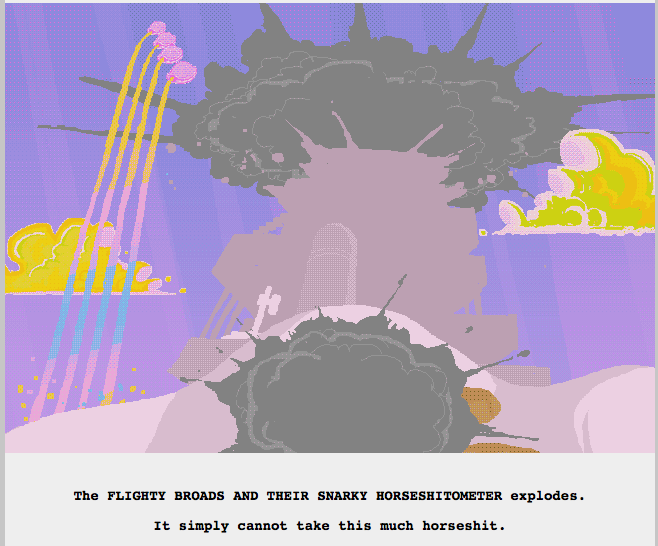 The FLIGHTY BROADS AND THEIR SNARKY HORSESHITOMETER explodes.
It simply cannot take this much horseshit.